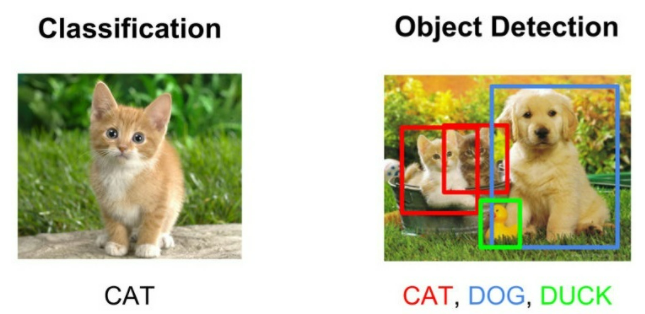 Classification
Object Detection
CAT
CAT, DOG, DUCK